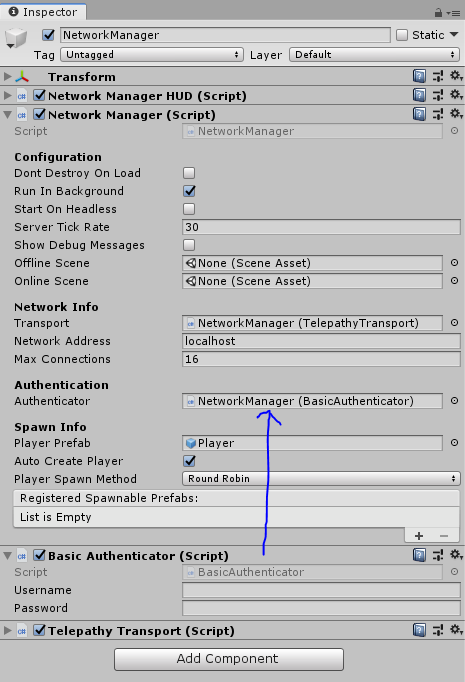 Inspector
NetworkManager Static
Tag Untagged Layer Default
Transform
Network Manager HUD (Script)
Network Manager (Script)
Script NetworkManager
Configuration
Dont Destroy On Load
Run In Background
Start On Headless
Server Tick Rate 30
Show Debug Messages
Offline Scene None (Scene Asset)
Online Scene None (Scene Asset)
Network Info
Transport NetworkManager (TelepathyTransport)
Network Address localhost
Max Connections 16
Authentication
Authenticator NetworkManager (BasicAuthenticator)
Spawn Info
Player Prefab Player
Auto Create Player
Player Spawn Method Round Robin
Registered Spawnable Prefabs:
List is Empty
Basic Authenticator (Script)
Script BasicAuthenticator
Username
Password
Telepathy Transport (Script)
Add Component